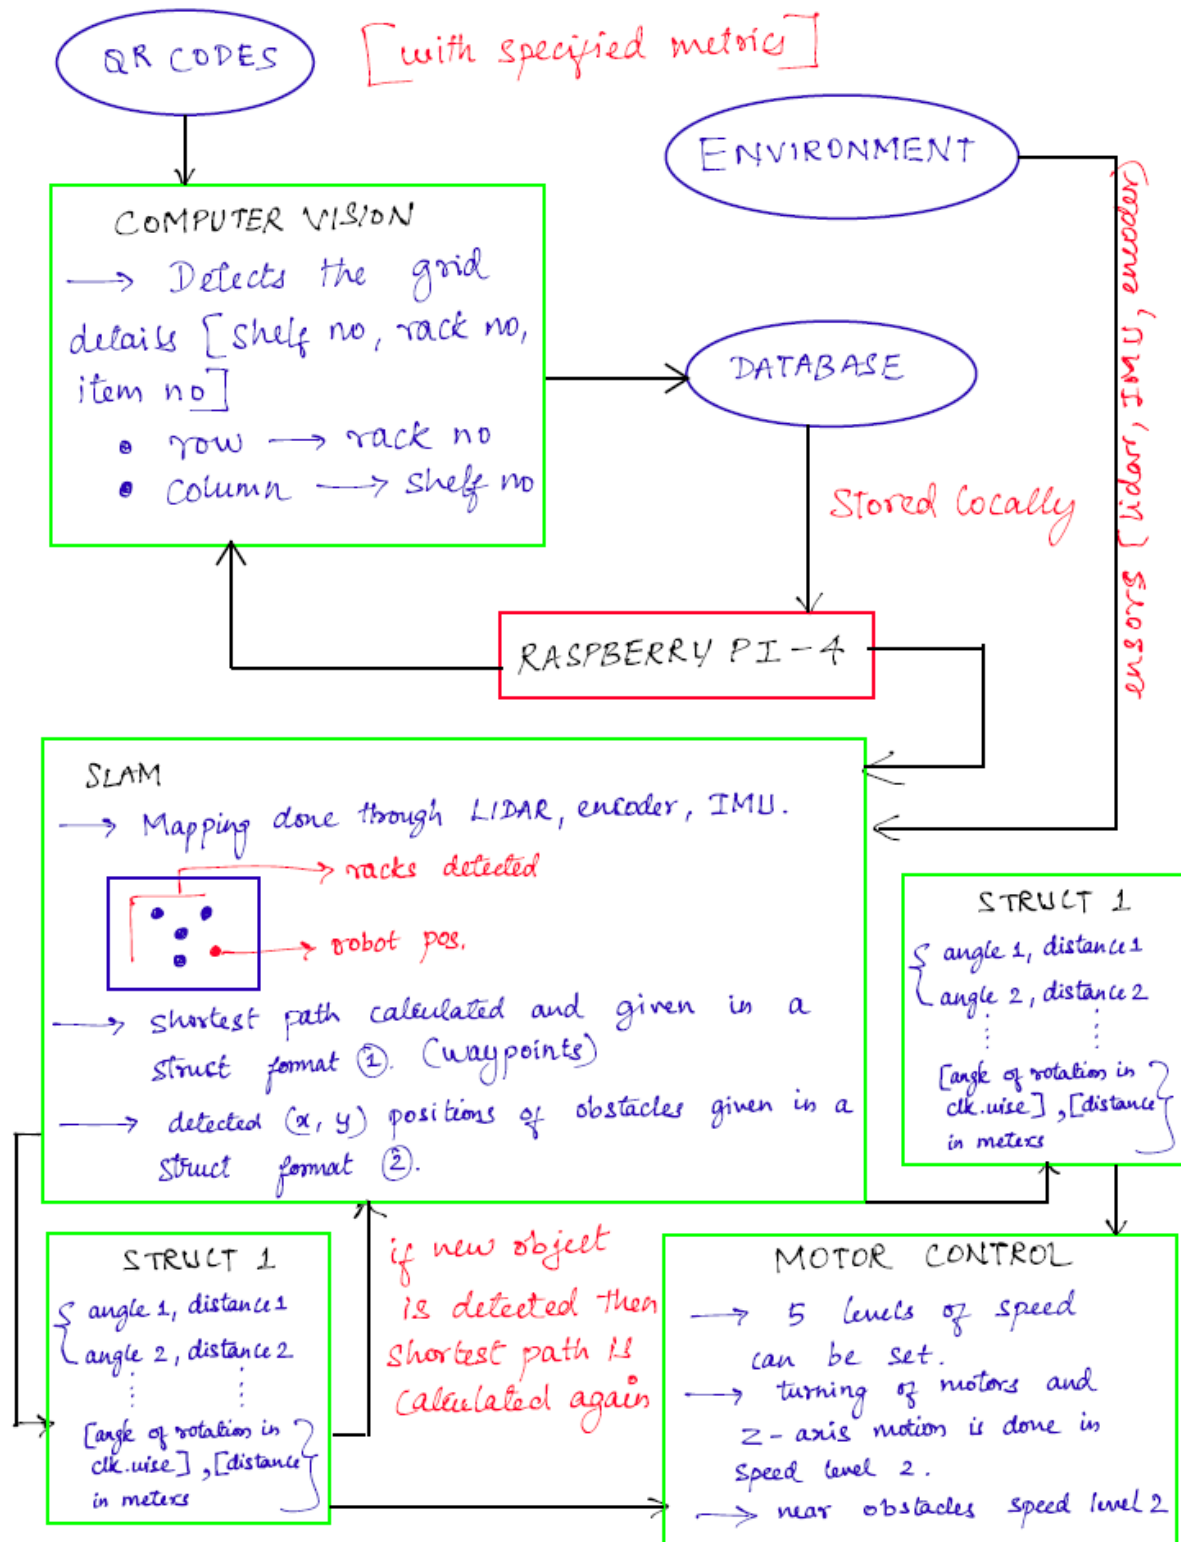 QR CODES
[with specified metrics]
ENVIRONMENT
ensors (lidar, IMU, encoder)
COMPUTER VISION
→ Detects the grid
details [shelf no, rack no,
item no]
• row → rack no
• column → shelf no
DATABASE
Stored locally
RASPBERRY PI-4
SLAM
→ Mapping done through LIDAR, encoder, IMU.
→ racks detected
→ robot pos.
→ shortest path calculated and given in a
struct format ①. (waypoints)
→ detected (x, y) positions of obstacles given in a
struct format ②.
STRUCT 1
{ angle 1, distance 1
angle 2, distance 2
⋮ ⋮
[angle of rotation in
clk.wise] , [distance
in meters }
STRUCT 1
{ angle 1, distance 1
angle 2, distance 2
⋮ ⋮
[angle of rotation in
clk.wise] , [distance
in meters }
if new object
is detected then
shortest path is
calculated again
MOTOR CONTROL
→ 5 levels of speed
can be set.
→ turning of motors and
z-axis motion is done in
speed level 2.
→ near obstacles speed level 2